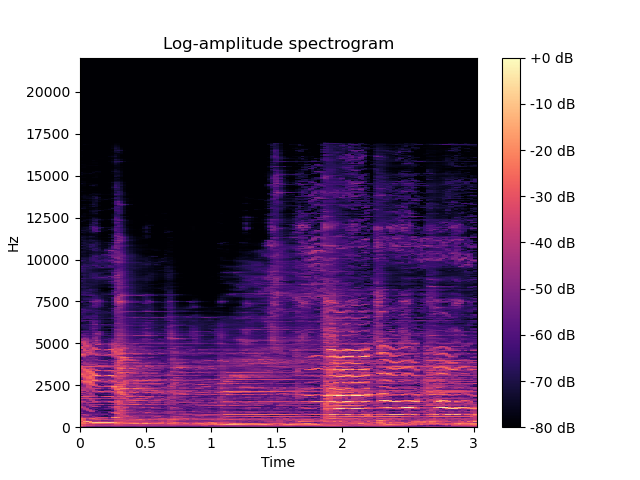 Log-amplitude spectrogram
+0 dB
20000
-10 dB
17500
-20 dB
15000
-30 dB
12500
Hz
-40 dB
10000
-50 dB
7500
-60 dB
5000
-70 dB
2500
0
-80 dB
0 0.5 1 1.5 2 2.5 3
Time